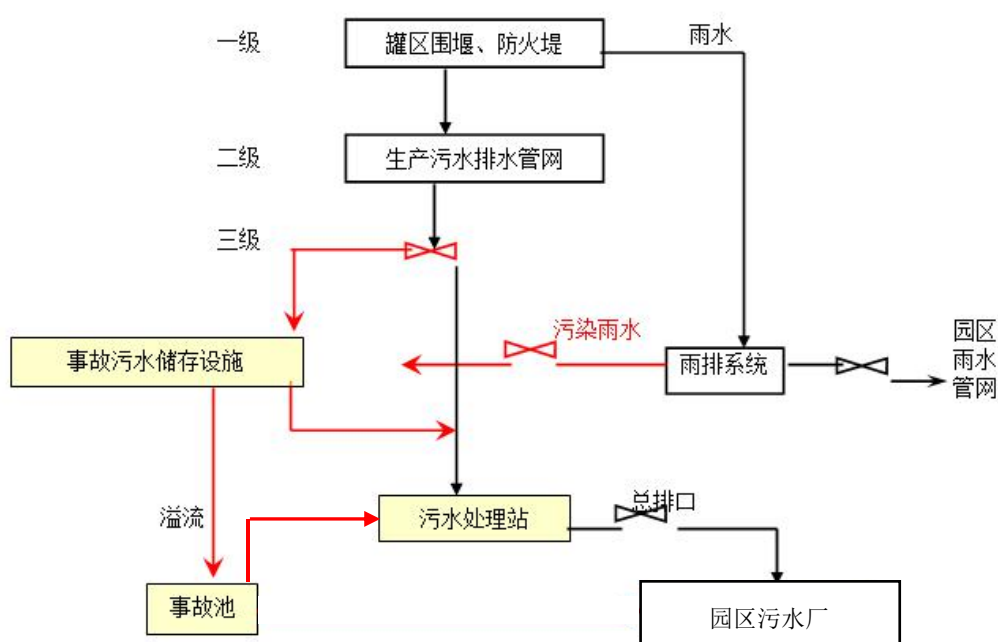 一级
罐区围堰、防火堤
雨水
二级
生产污水排水管网
三级
污染雨水
园区
雨水
管网
事故污水储存设施
雨排系统
溢流
污水处理站
总排口
事故池
园区污水厂